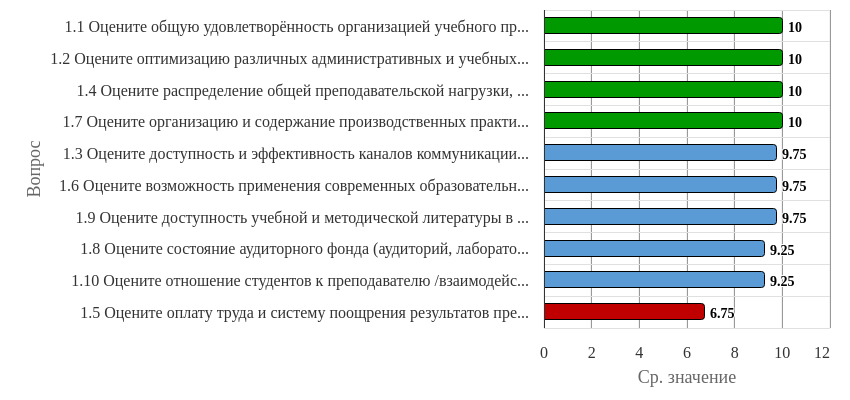 1.1 Оцените общую удовлетворённость организацией учебного пр... 10
1.2 Оцените оптимизацию различных административных и учебных... 10
1.4 Оцените распределение общей преподавательской нагрузки, ... 10
1.7 Оцените организацию и содержание производственных практи... 10
1.3 Оцените доступность и эффективность каналов коммуникации... 9.75
1.6 Оцените возможность применения современных образовательн... 9.75
1.9 Оцените доступность учебной и методической литературы в ... 9.75
1.8 Оцените состояние аудиторного фонда (аудиторий, лаборато... 9.25
1.10 Оцените отношение студентов к преподавателю /взаимодейс... 9.25
1.5 Оцените оплату труда и систему поощрения результатов пре... 6.75
Вопрос
0 2 4 6 8 10 12
Ср. значение